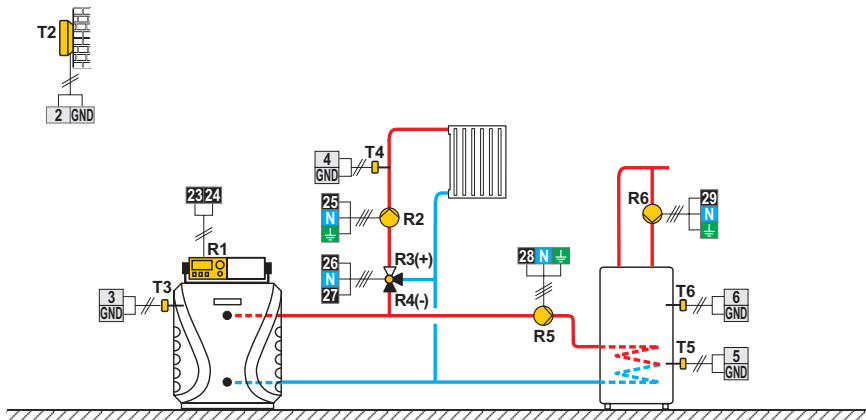 T2
2 GND
T4
4
GND
23 24
25
N
R2
R6
29
N
R1
R3(+)
26
N
27
28 N
R4(-)
T3
3
GND
T6
6
GND
R5
T5
5
GND